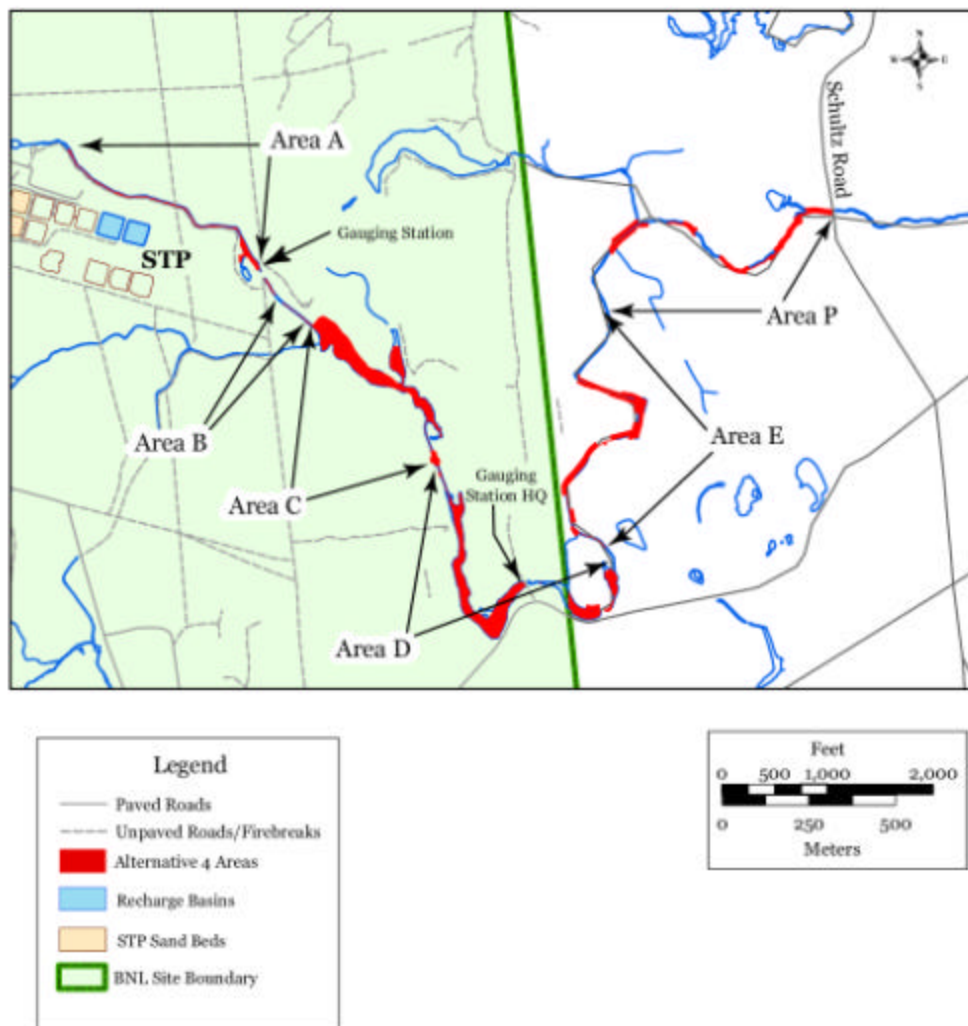 N
W E
S
Schultz Road
Area A
Gauging Station
STP
Area P
Area B
Area E
Gauging
Station HQ
Area C
Area D
Legend
Paved Roads
Unpaved Roads/Firebreaks
Alternative 4 Areas
Recharge Basins
STP Sand Beds
BNL Site Boundary
Feet
0 500 1,000 2,000
0 250 500
Meters